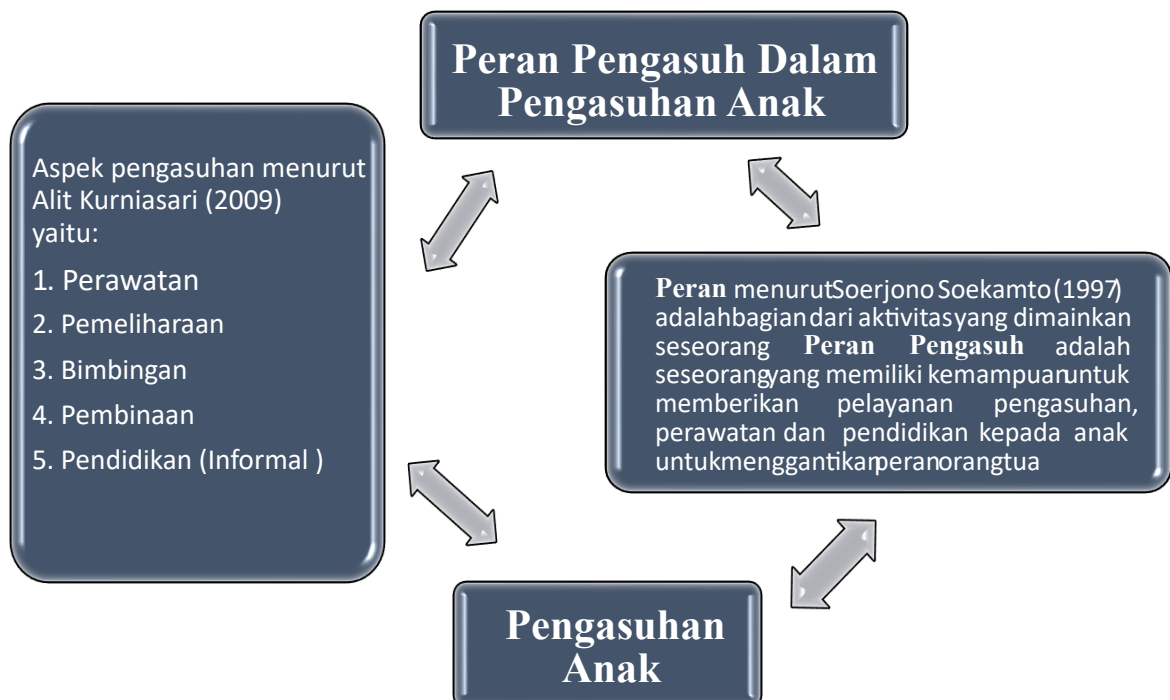 Peran Pengasuh Dalam
Pengasuhan Anak
Aspek pengasuhan menurut
Alit Kurniasari (2009)
yaitu:
1. Perawatan
2. Pemeliharaan
3. Bimbingan
4. Pembinaan
5. Pendidikan (Informal )
Peran menurutSoerjono Soekamto (1997)
adalahbagian dari aktivitasyang dimainkan
seseorang Peran Pengasuh adalah
seseorangyang memiliki kemampuanuntuk
memberikan pelayanan pengasuhan,
perawatan dan pendidikan kepada anak
untukmenggantikanperanorangtua
Pengasuhan
Anak